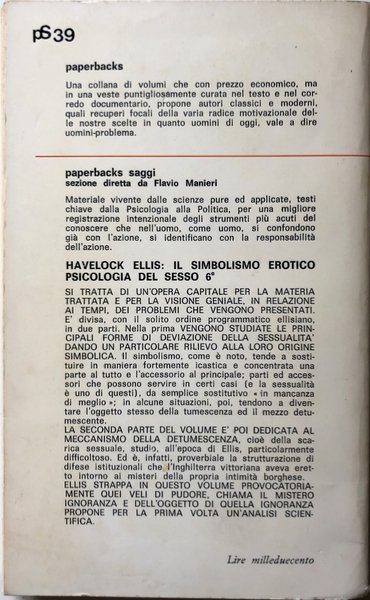 pS 39
paperbacks
Una collana di volumi che con prezzo economico, ma
in una veste puntigliosamente curata nel testo e nel cor-
redo documentario, propone autori classici e moderni,
quali recuperi focali della varia radice motivazionale del-
le nostre scelte in quanto uomini di oggi, vale a dire
uomini-problema.
paperbacks saggi
sezione diretta da Flavio Manieri
Materiale vivente dalle scienze pure ed applicate, testi
chiave dalla Psicologia alla Politica, per una migliore
registrazione intenzionale degli strumenti più acuti del
conoscere che nell'uomo, come uomo, si confondono
già con l'azione, si identificano con la responsabilità
dell'azione.
HAVELOCK ELLIS: IL SIMBOLISMO EROTICO
PSICOLOGIA DEL SESSO 6°
SI TRATTA DI UN'OPERA CAPITALE PER LA MATERIA
TRATTATA E PER LA VISIONE GENIALE, IN RELAZIONE
AI TEMPI, DEI PROBLEMI CHE VENGONO PRESENTATI.
E' divisa, con il solito ordine programmatico ellisiano,
in due parti. Nella prima VENGONO STUDIATE LE PRIN-
CIPALI FORME DI DEVIAZIONE DELLA SESSUALITA'
DANDO UN PARTICOLARE RILIEVO ALLA LORO ORIGINE
SIMBOLICA. Il simbolismo, come è noto, tende a sosti-
tuire in maniera fortemente icastica e concentrata una
parte al tutto e l'accessorio al principale; parti ed acces-
sori che possono servire in certi casi (e la sessualità
è uno di questi), da semplice sostitutivo « in mancanza
di meglio »; in alcune situazioni, poi, tendono a diven-
tare l'oggetto stesso della tumescenza ed il mezzo detu-
mescente.
LA SECONDA PARTE DEL VOLUME E' POI DEDICATA AL
MECCANISMO DELLA DETUMESCENZA, cioè della sca-
rica sessuale, studio, all'epoca di Ellis, particolarmente
difficoltoso. Ed è, infatti, proverbiale la strutturazione di
difese istituzionali che l'Inghilterra vittoriana aveva eret-
to intorno ai misteri della propria intimità borghese.
ELLIS STRAPPA IN QUESTO VOLUME PROVOCATORIA-
MENTE QUEI VELI DI PUDORE, CHIAMA IL MISTERO
IGNORANZA E DELL'OGGETTO DI QUELLA IGNORANZA
PROPONE PER LA PRIMA VOLTA UN'ANALISI SCIEN-
TIFICA.
Lire milleduecento